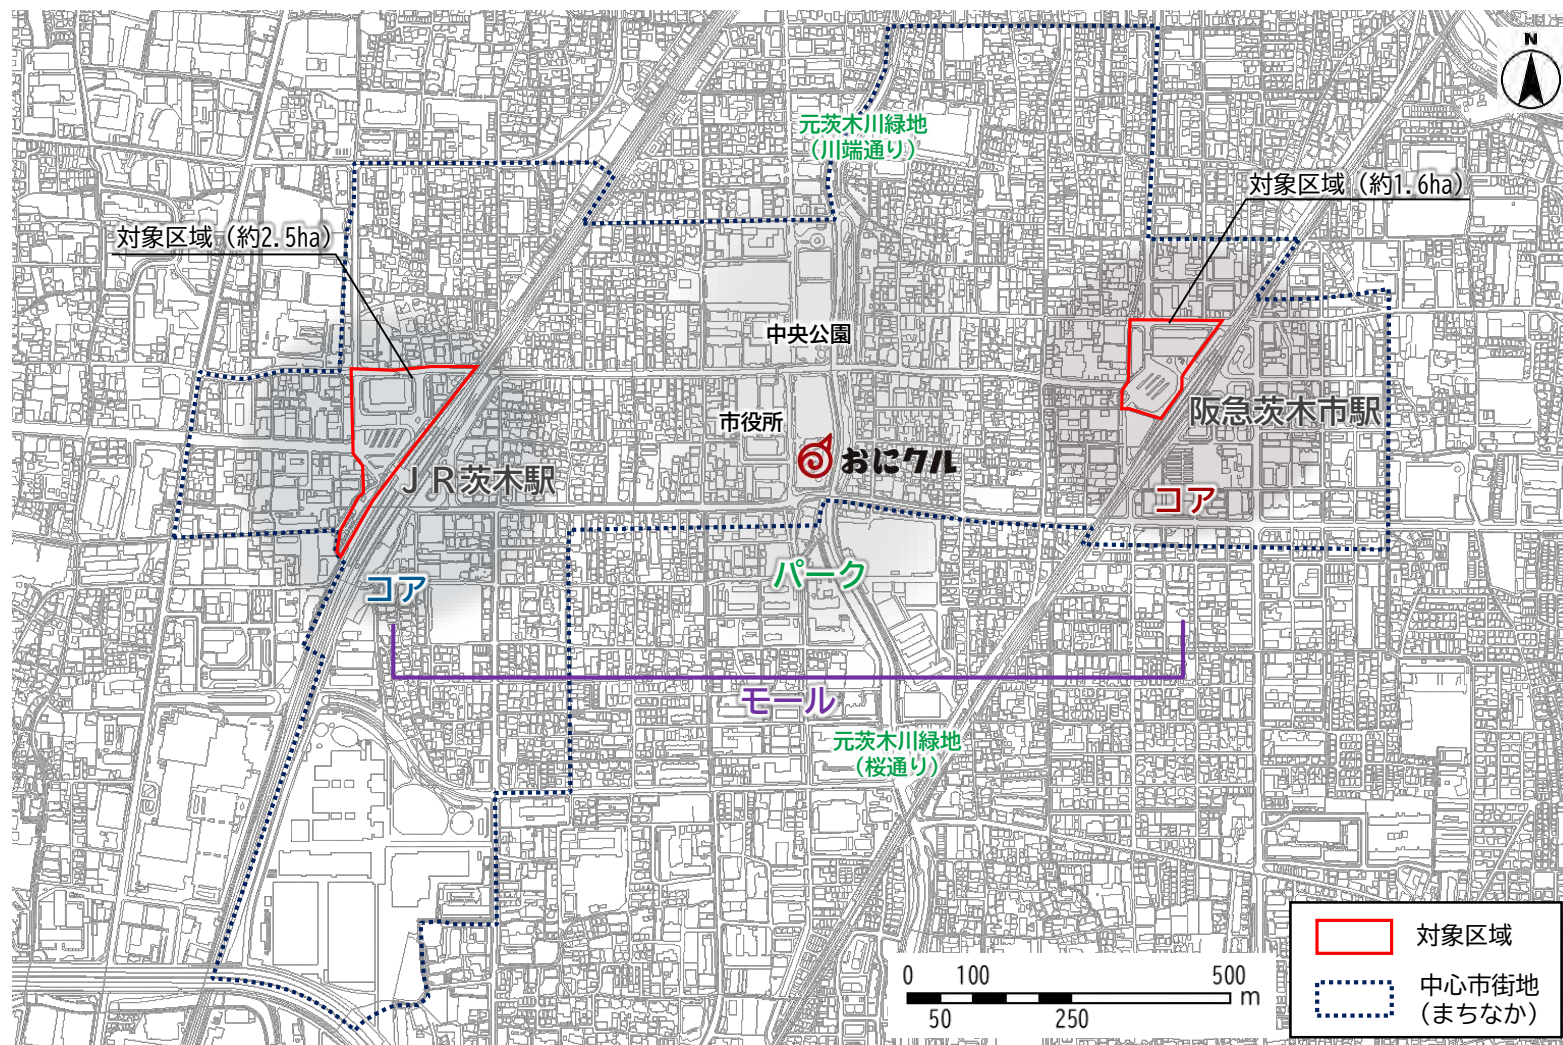 N
元茨木川緑地
（川端通り）
対象区域（約1.6ha）
対象区域（約2.5ha）
中央公園
市役所
おにクル
阪急茨木市駅
ＪＲ茨木駅
コア
コア
パーク
モール
元茨木川緑地
（桜通り）
0 100 500
m
50 250
対象区域
中心市街地
（まちなか）